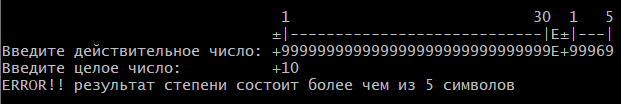 1                            30  1   5
±|----------------------------|E±|---|
Введите действительное число: +999999999999999999999999999999E+99969
Введите целое число:          +10
ERROR!! результат степени состоит более чем из 5 символов